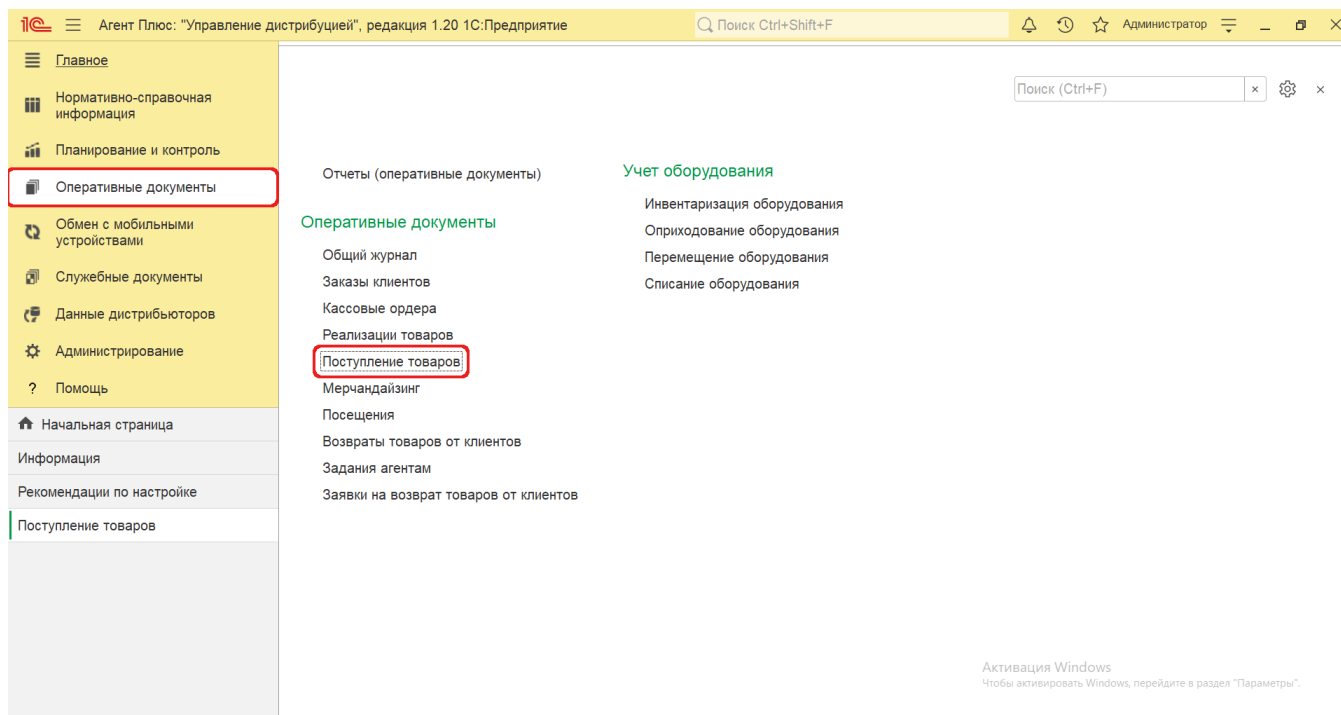 1С Агент Плюс: "Управление дистрибуцией", редакция 1.20 1С:Предприятие
Поиск Ctrl+Shift+F
Администратор
Главное
Нормативно-справочная
информация
Планирование и контроль
Оперативные документы
Обмен с мобильными
устройствами
Служебные документы
Данные дистрибьюторов
Администрирование
? Помощь
Начальная страница
Информация
Рекомендации по настройке
Поступление товаров
Поиск (Ctrl+F)
Отчеты (оперативные документы)
Оперативные документы
Общий журнал
Заказы клиентов
Кассовые ордера
Реализации товаров
Поступление товаров
Мерчандайзинг
Посещения
Возвраты товаров от клиентов
Задания агентам
Заявки на возврат товаров от клиентов
Учет оборудования
Инвентаризация оборудования
Оприходование оборудования
Перемещение оборудования
Списание оборудования
Активация Windows
Чтобы активировать Windows, перейдите в раздел "Параметры".